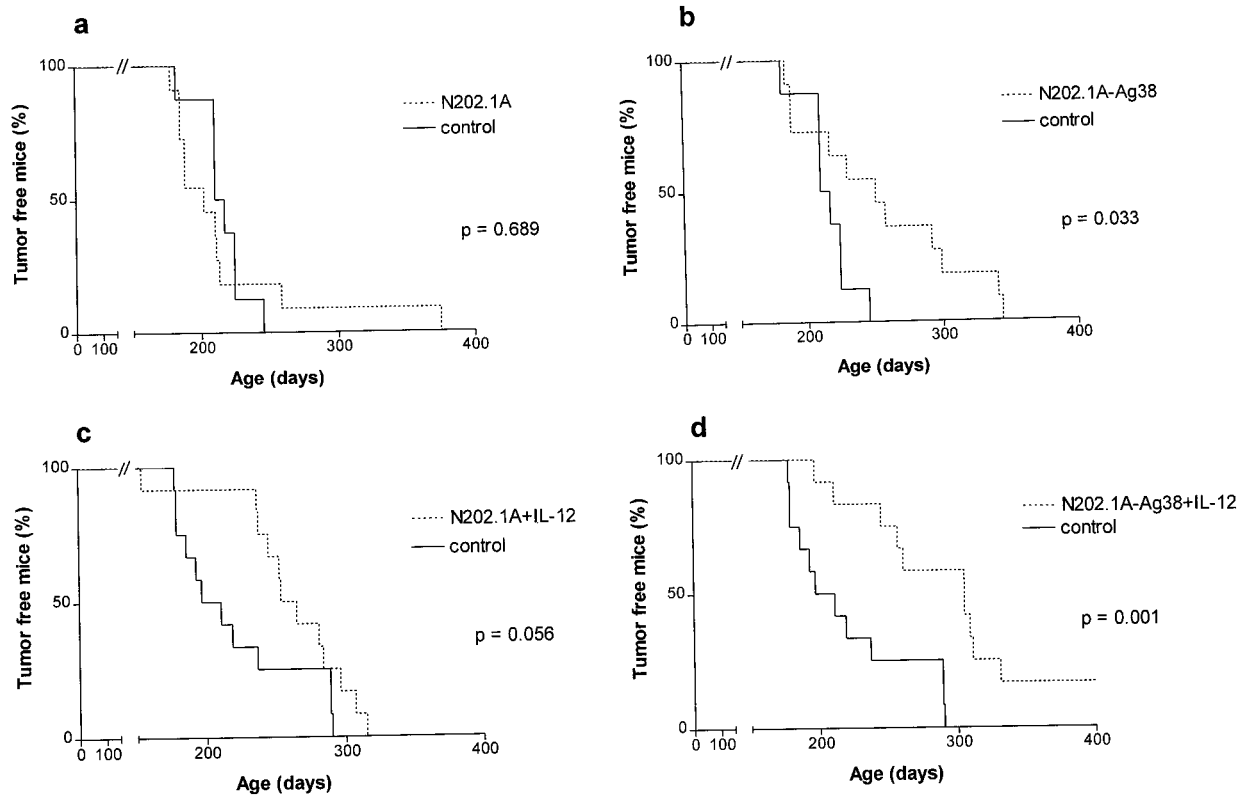 a
100
50
0
Tumor free mice (%)
N202.1A
control
p = 0.689
0 100 200 300 400
Age (days)
b
100
50
0
Tumor free mice (%)
N202.1A-Ag38
control
p = 0.033
0 100 200 300 400
Age (days)
c
100
50
0
Tumor free mice (%)
N202.1A+IL-12
control
p = 0.056
0 100 200 300 400
Age (days)
d
100
50
0
Tumor free mice (%)
N202.1A-Ag38+IL-12
control
p = 0.001
0 100 200 300 400
Age (days)